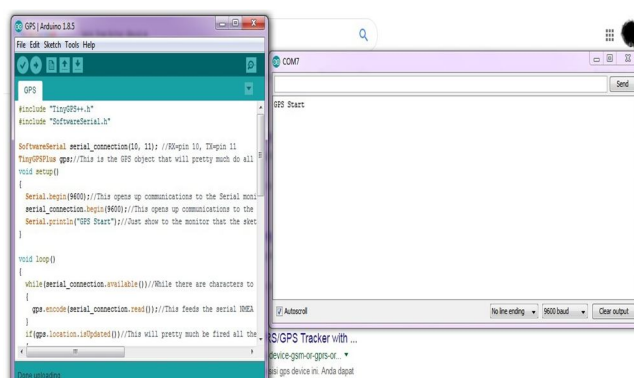 GPS | Arduino 1.8.5
File Edit Sketch Tools Help
GPS
#include "TinyGPS++.h"
#include "SoftwareSerial.h"
SoftwareSerial serial_connection(10, 11); //RX=pin 10, TX=pin 11
TinyGPSPlus gps;//This is the GPS object that will pretty much do all
void setup()
{
Serial.begin(9600);//This opens up communications to the Serial moni
serial_connection.begin(9600);//This opens up communications to the
Serial.println("GPS Start");//Just show to the monitor that the sket
}
void loop()
{
while(serial_connection.available())//While there are characters to
{
gps.encode(serial_connection.read());//This feeds the serial NMEA
}
if(gps.location.isUpdated())//This will pretty much be fired all the
Done uploading
COM7
Send
GPS Start
Autoscroll
No line ending
9600 baud
Clear output
RS/GPS Tracker with ...
device-gsm-or-gprs-or...
isi gps device ini. Anda dapat